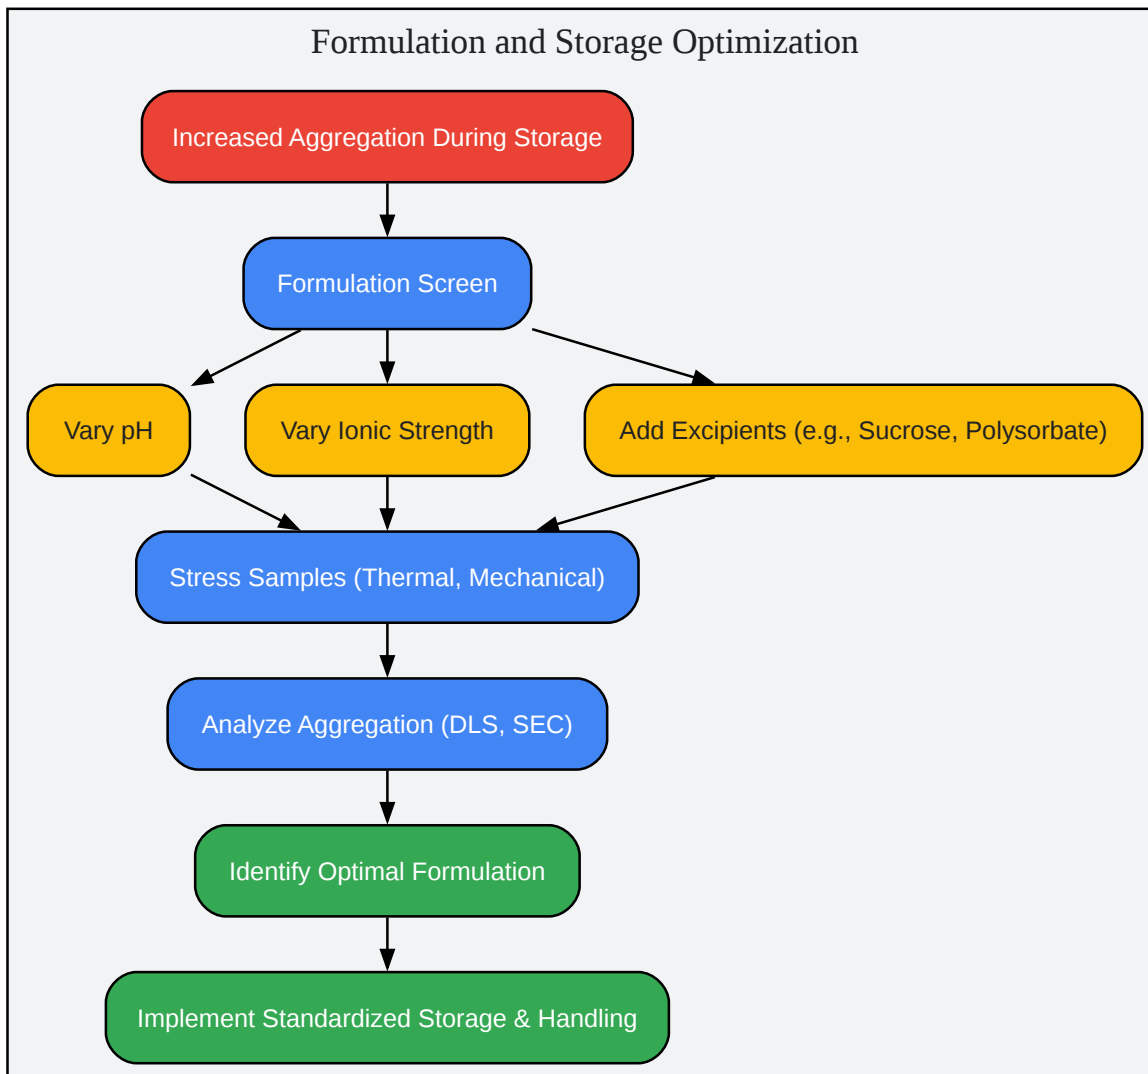 Formulation and Storage Optimization
Increased Aggregation During Storage
Formulation Screen
Vary pH
Vary Ionic Strength
Add Excipients (e.g., Sucrose, Polysorbate)
Stress Samples (Thermal, Mechanical)
Analyze Aggregation (DLS, SEC)
Identify Optimal Formulation
Implement Standardized Storage & Handling